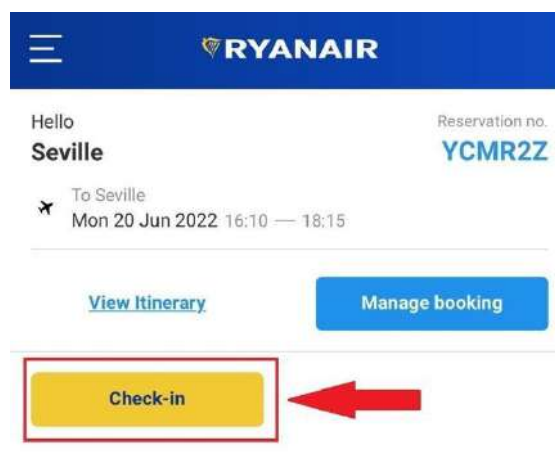 RYANAIR
Hello
Reservation no.
Seville
YCMR2Z
To Seville
Mon 20 Jun 2022 16:10 — 18:15
View Itinerary
Manage booking
Check-in